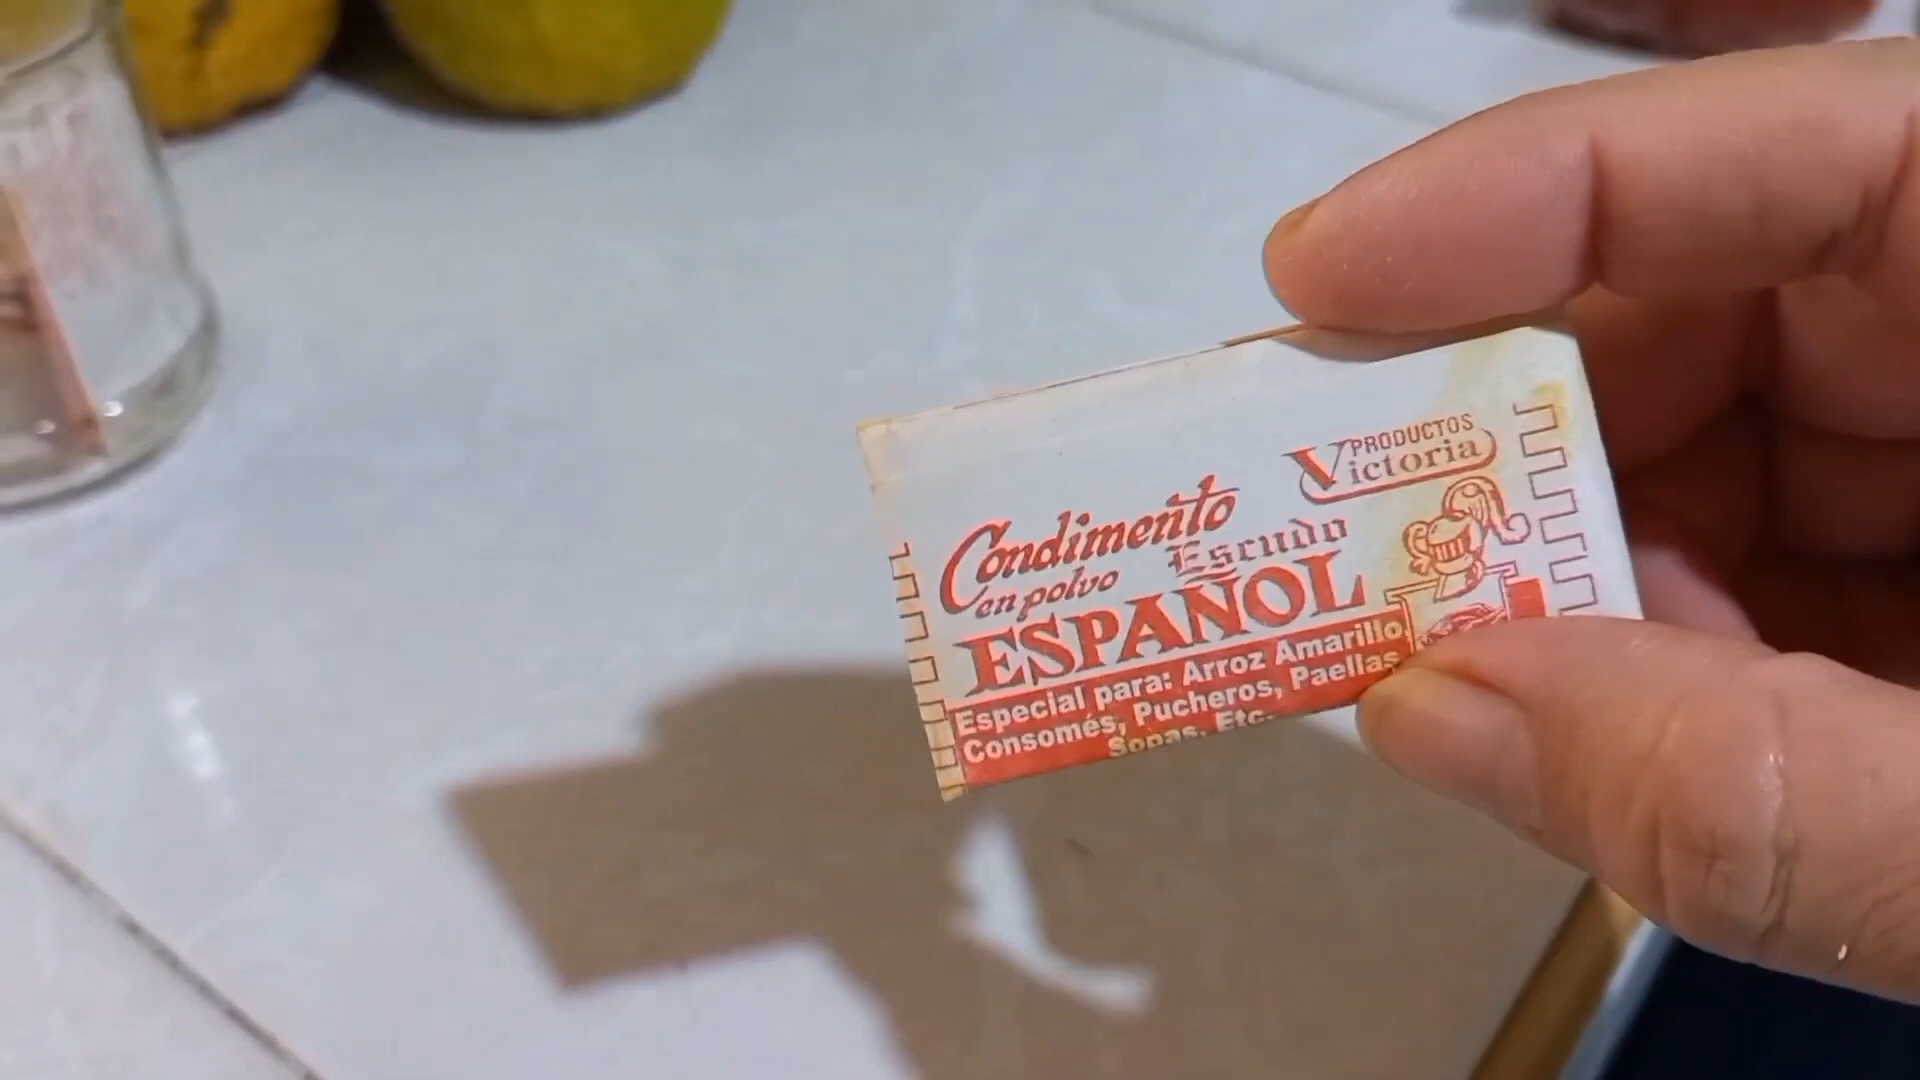 PRODUCTOS
Victoria
Condimento
en polvo
Escudo
ESPAÑOL
Especial para: Arroz Amarillo,
Consomés, Pucheros, Paellas,
Sopas, Etc.